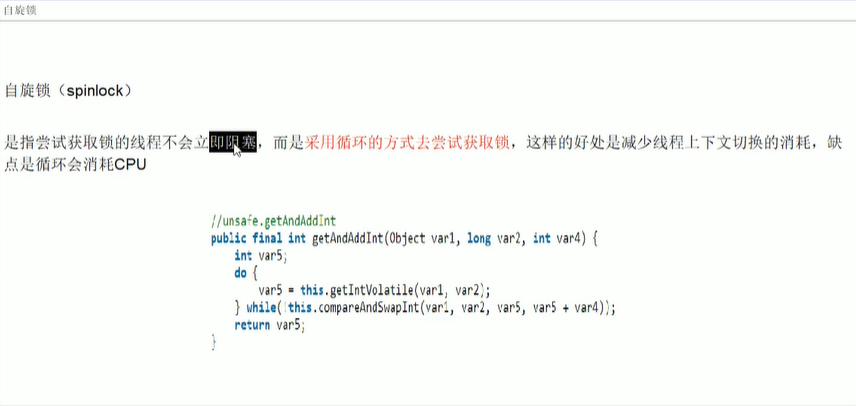 自旋锁
自旋锁（spinlock）
是指尝试获取锁的线程不会立即阻塞，而是采用循环的方式去尝试获取锁，这样的好处是减少线程上下文切换的消耗，缺
点是循环会消耗CPU
//unsafe.getAndAddInt
public final int getAndAddInt(Object var1, long var2, int var4) {
int var5;
do {
var5 = this.getIntVolatile(var1, var2);
} while(!this.compareAndSwapInt(var1, var2, var5, var5 + var4));
return var5;
}